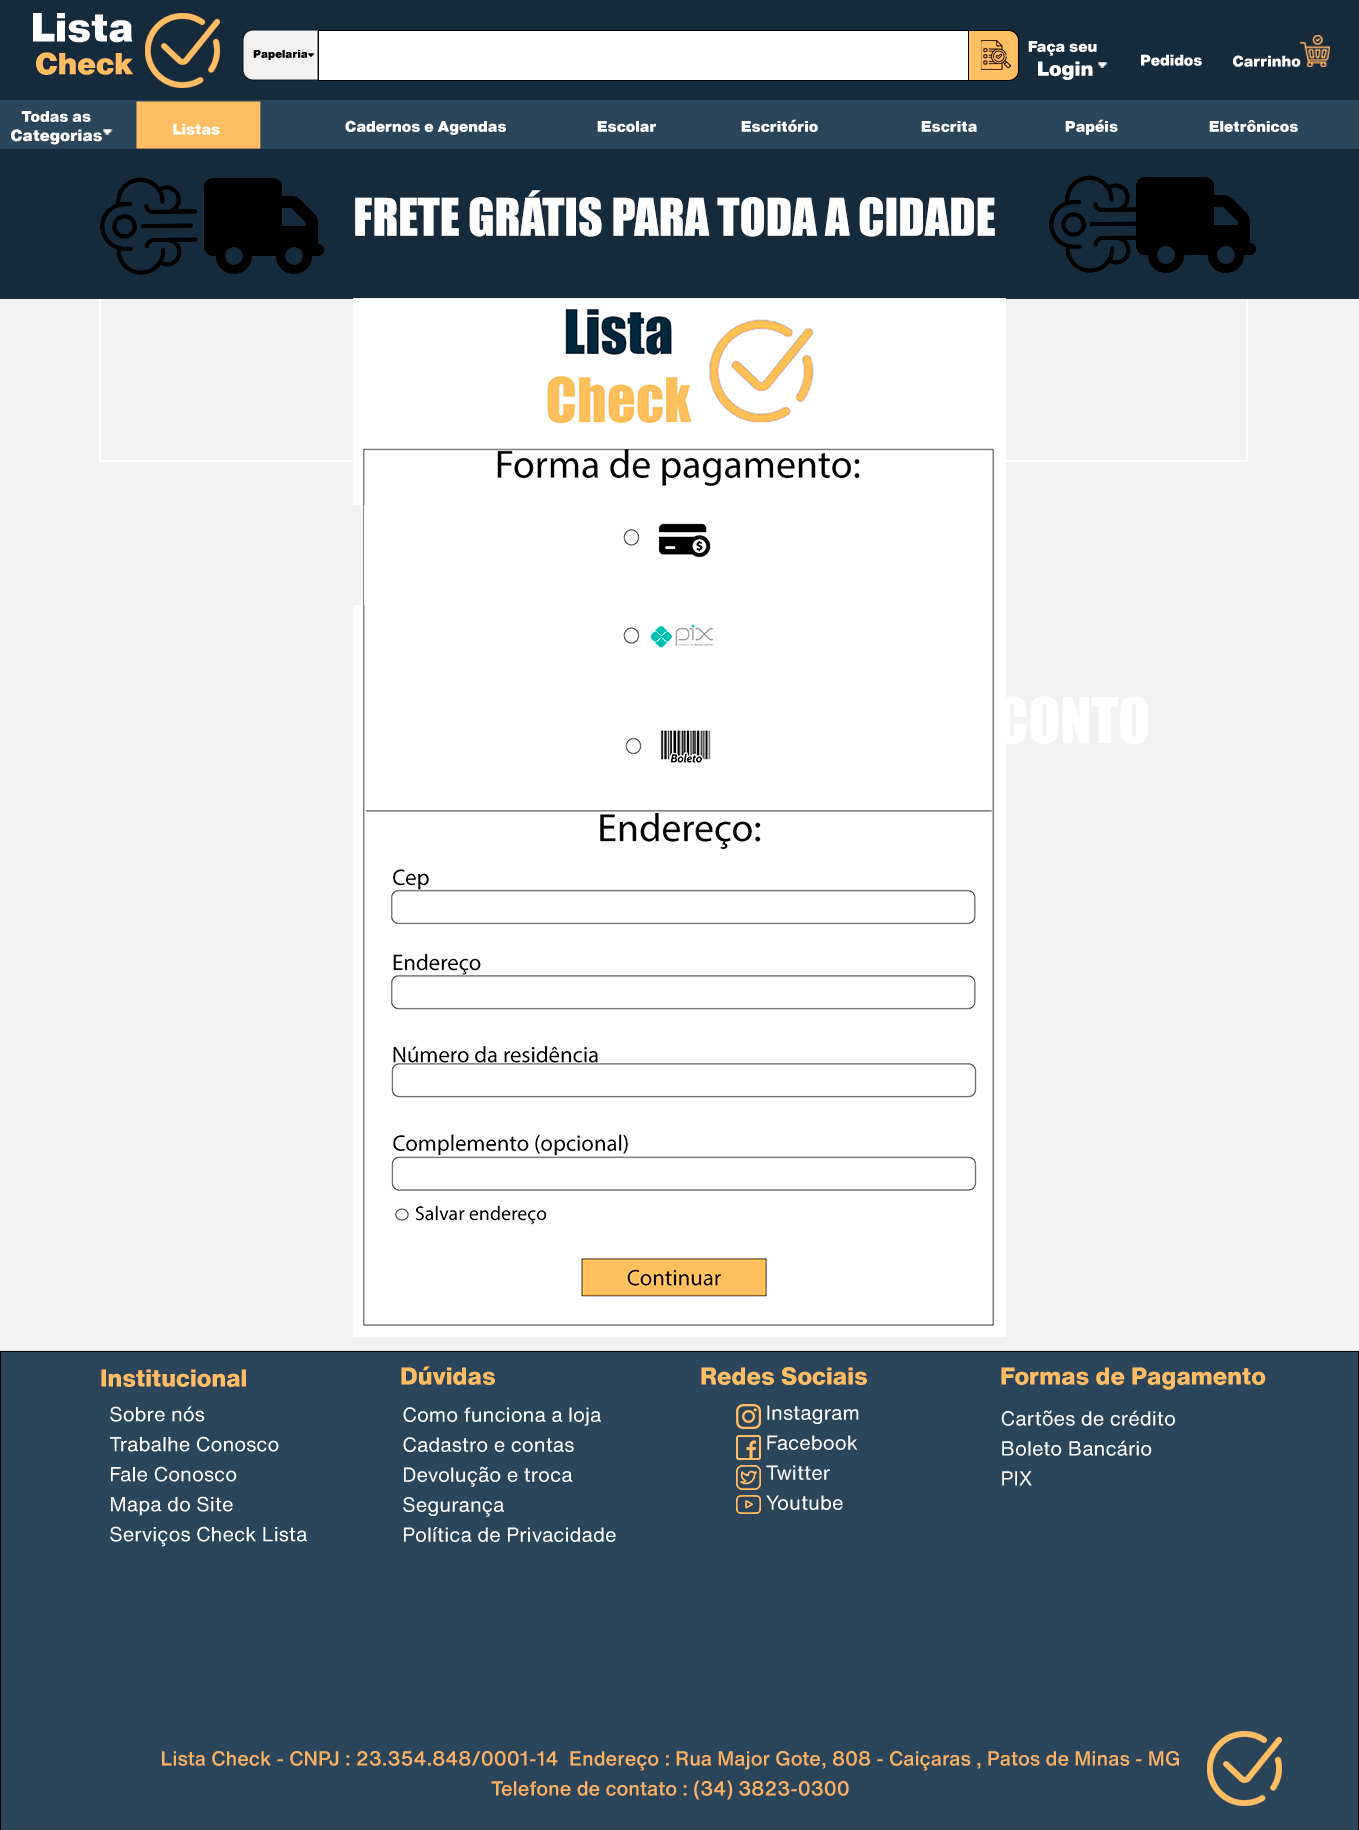 Lista
Check
Papelaria
Faça seu
Login
Pedidos
Carrinho
Todas as
Categorias
Listas
Cadernos e Agendas
Escolar
Escritório
Escrita
Papéis
Eletrônicos
FRETE GRÁTIS PARA TODA A CIDADE
Lista
Check
Forma de pagamento:
$
pix
Boleto
CONTO
Endereço:
Cep
Endereço
Número da residência
Complemento (opcional)
Salvar endereço
Continuar
Institucional
Sobre nós
Trabalhe Conosco
Fale Conosco
Mapa do Site
Serviços Check Lista
Dúvidas
Como funciona a loja
Cadastro e contas
Devolução e troca
Segurança
Política de Privacidade
Redes Sociais
Instagram
Facebook
Twitter
Youtube
Formas de Pagamento
Cartões de crédito
Boleto Bancário
PIX
Lista Check - CNPJ : 23.354.848/0001-14 Endereço : Rua Major Gote, 808 - Caiçaras , Patos de Minas - MG
Telefone de contato : (34) 3823-0300